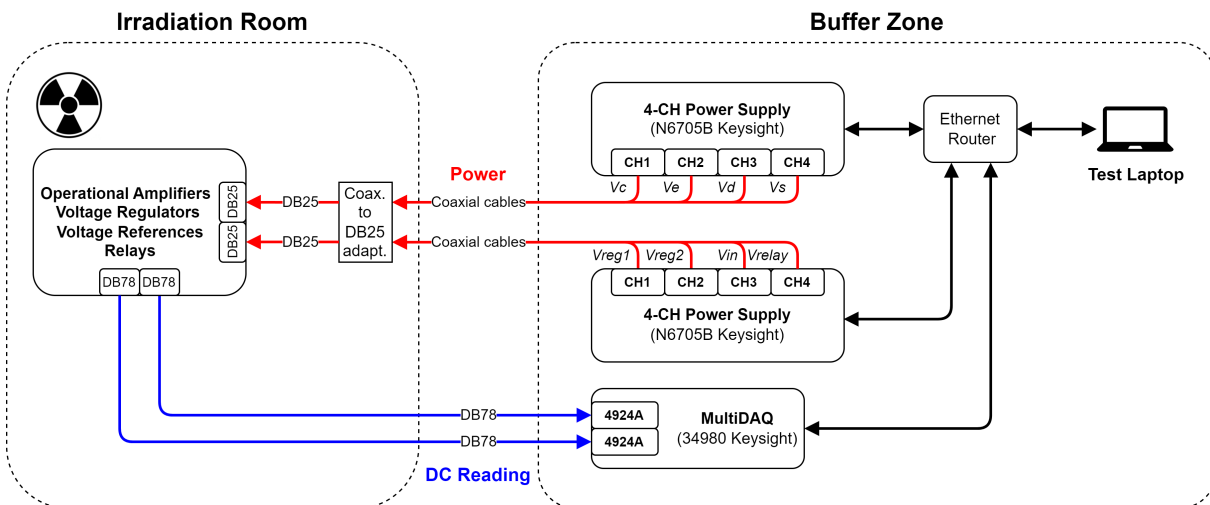 Irradiation Room
Buffer Zone
4-CH Power Supply
(N6705B Keysight)
CH1 CH2 CH3 CH4
Vc Ve Vd Vs
Ethernet
Router
Test Laptop
Operational Amplifiers
Voltage Regulators
Voltage References
Relays
DB25
DB25
DB78 DB78
DB25
DB25
Coax.
to
DB25
adapt.
Power
Coaxial cables
Coaxial cables
Vreg1 Vreg2 Vin Vrelay
CH1 CH2 CH3 CH4
4-CH Power Supply
(N6705B Keysight)
DB78
DB78
DC Reading
4924A
4924A
MultiDAQ
(34980 Keysight)